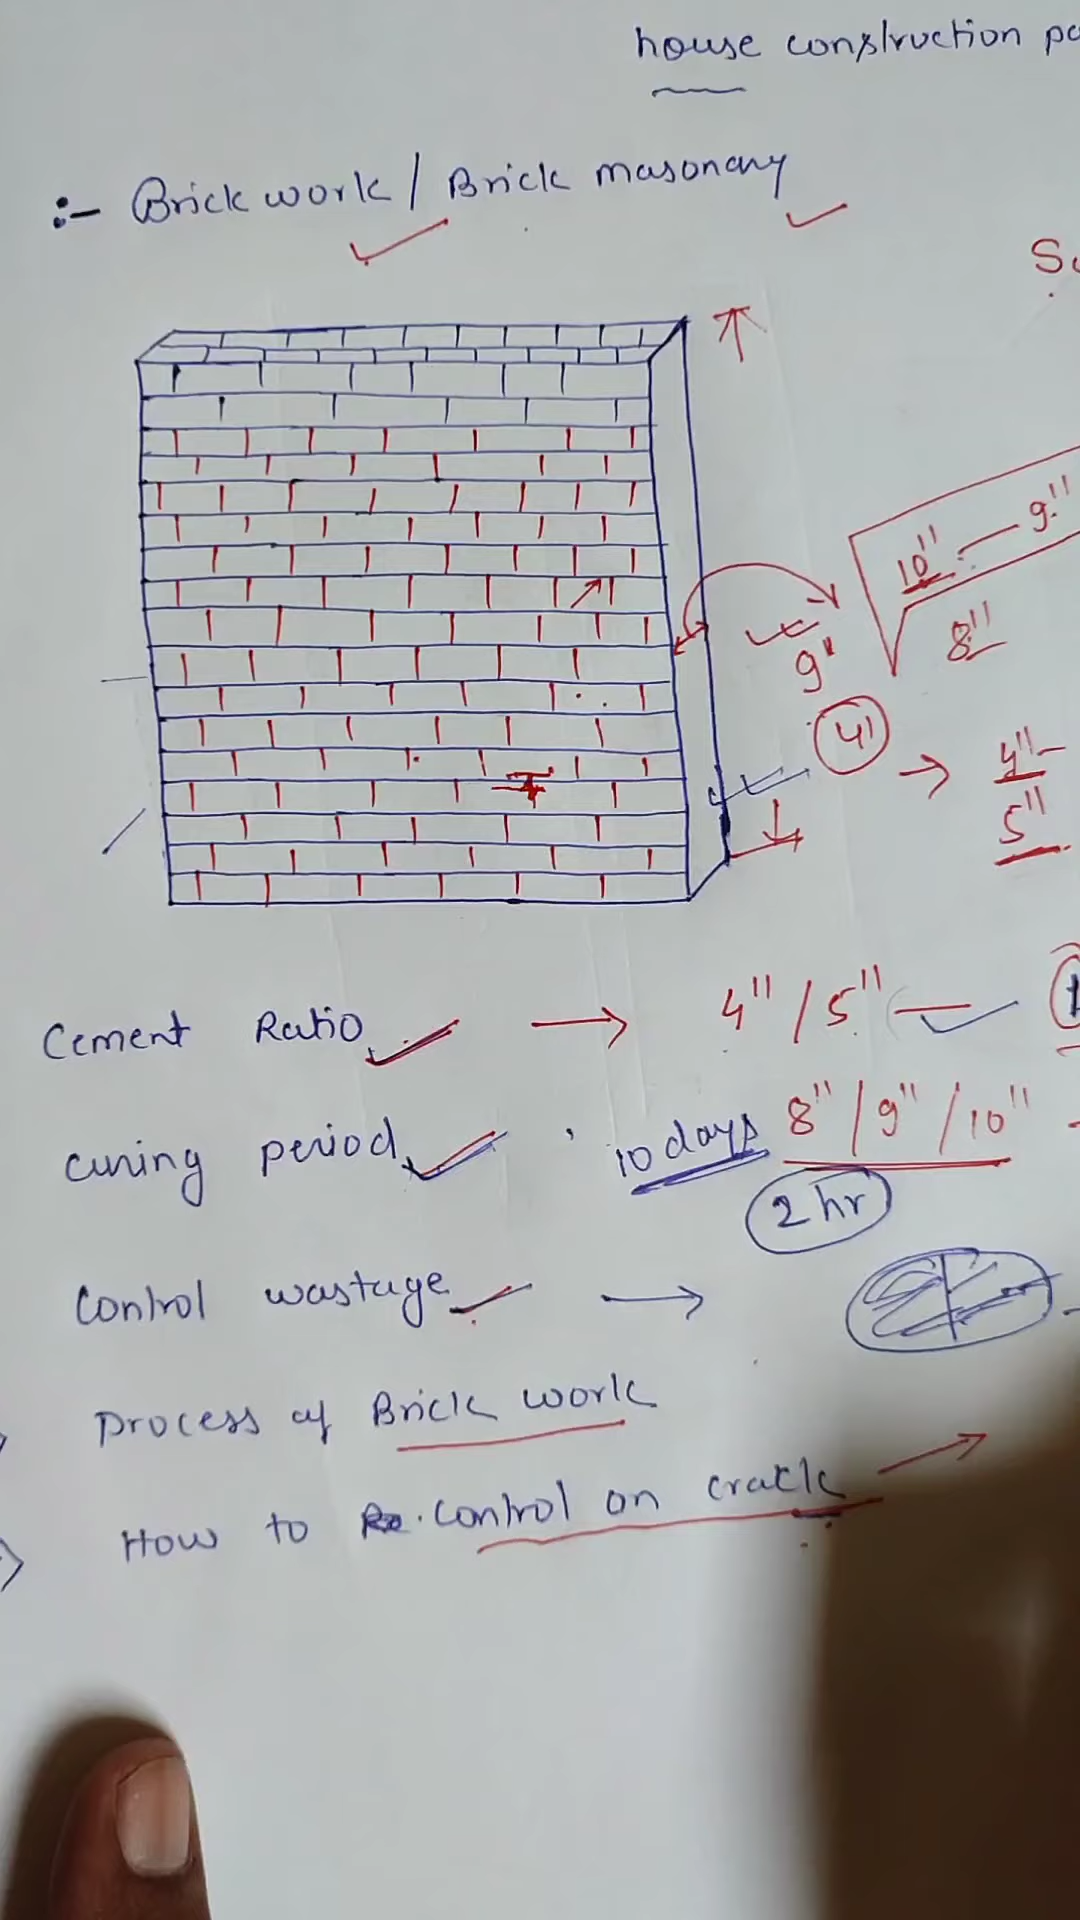 house construction
:- Brick work / Brick masonary
10" - 9"
8"
9"
4'
4"
5"
Cement Ratio → 4" / 5"
curing period 10 days 8" / 9" / 10"
2 hr
control wastage →
Process of Brick work
How to control on crack →